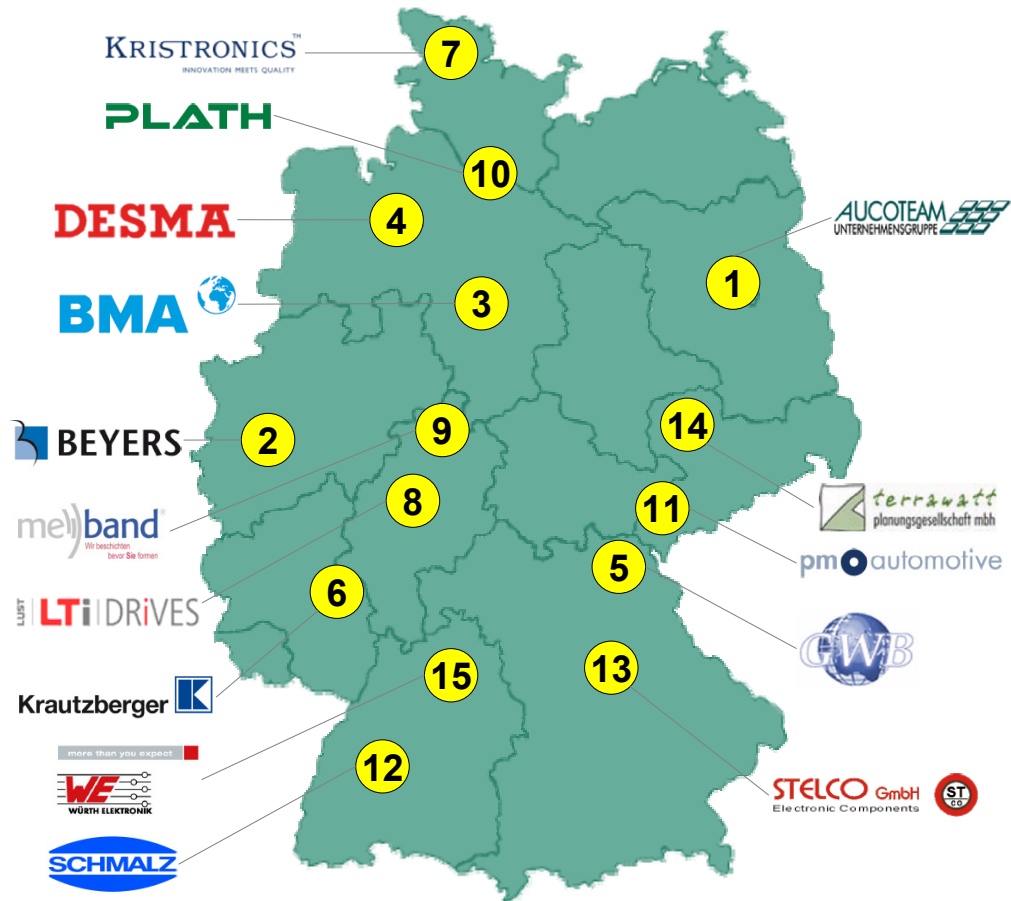 KRISTRONICS™
INNOVATION MEETS QUALITY
7
PLATH
10
DESMA
4
AUCOTEAM
UNTERNEHMENSGRUPPE
1
BMA
3
BEYERS
2
9
14
melband®
Wir beschichten
bevor Sie formen
8
11
terrawatt
planungsgesellschaft mbh
pm automotive
LUST LTi DRiVES
6
5
GWB
Krautzberger
15
13
more than you expect
WE
WÜRTH ELEKTRONIK
12
STELCO GmbH
Electronic Components
ST
CO
SCHMALZ